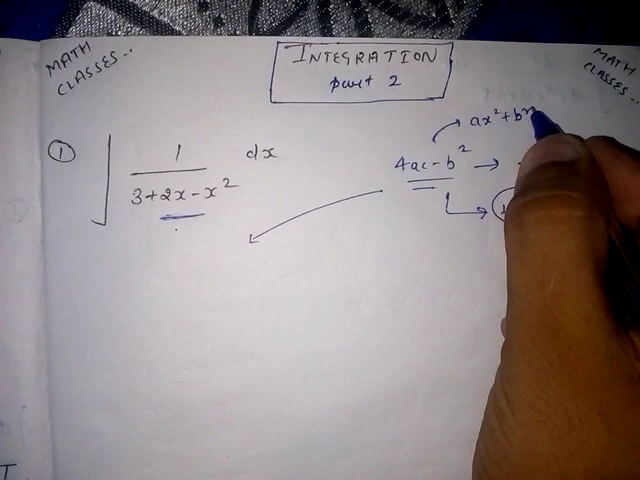 MATH
CLASSES..
INTEGRATION
part 2
MATH
CLASSES..
① ∫ 1/(3+2x-x²) dx
ax²+bx
4ac-b² →